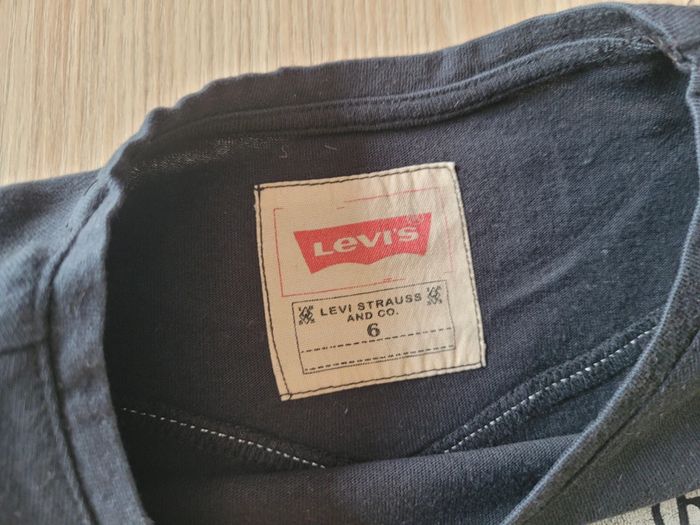 LEVI'S
LEVI STRAUSS
AND CO.
6